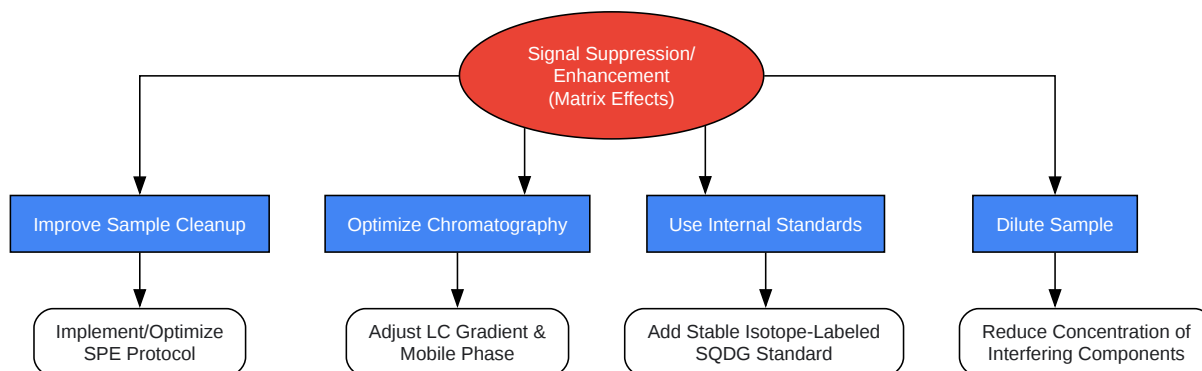 Signal Suppression/
Enhancement
(Matrix Effects)
Improve Sample Cleanup
Optimize Chromatography
Use Internal Standards
Dilute Sample
Implement/Optimize
SPE Protocol
Adjust LC Gradient &
Mobile Phase
Add Stable Isotope-Labeled
SQDG Standard
Reduce Concentration of
Interfering Components